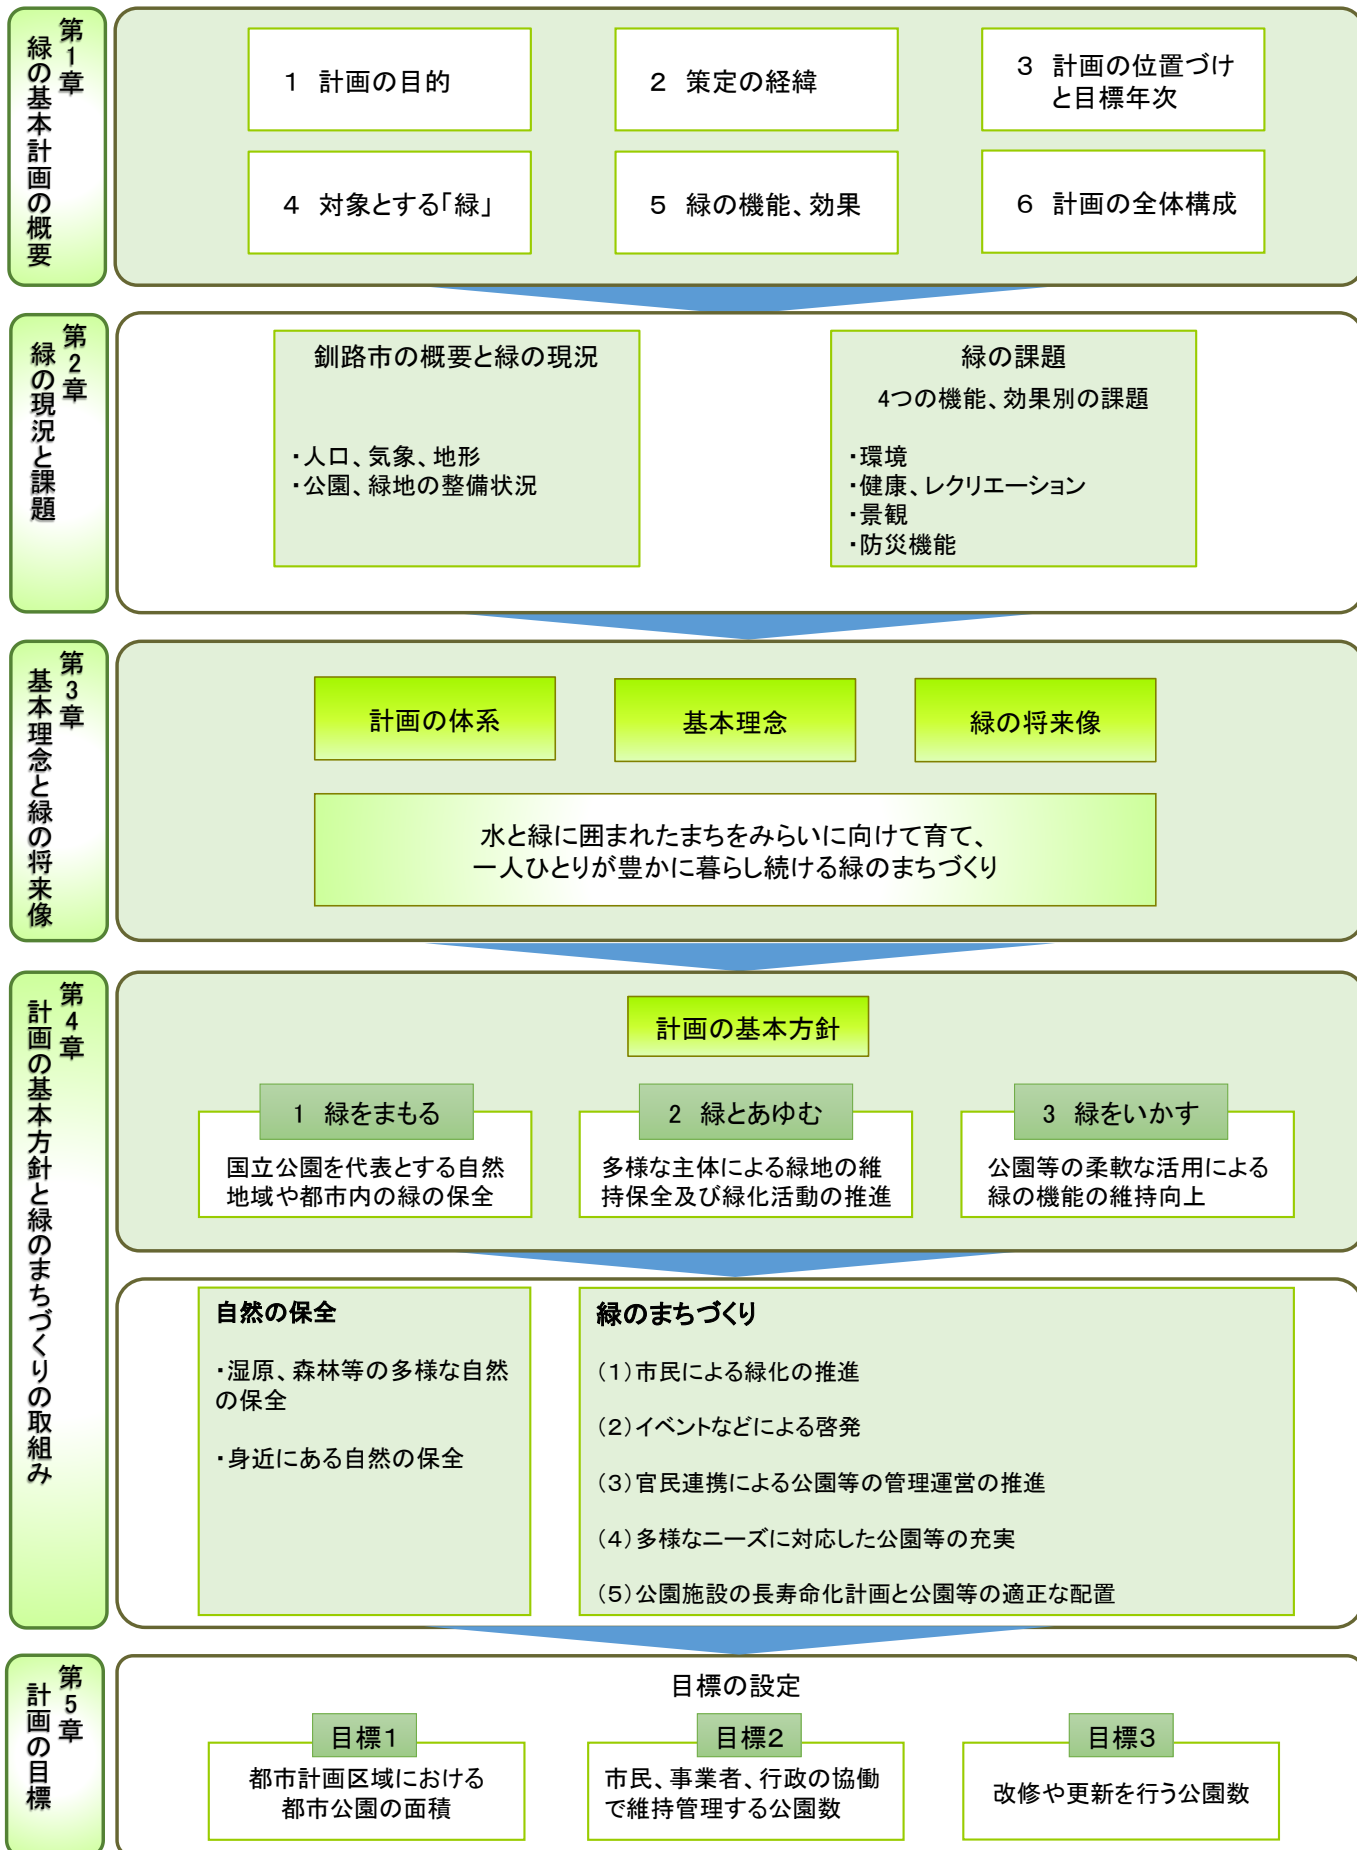 第1章
緑の基本計画の概要
1 計画の目的
2 策定の経緯
3 計画の位置づけ
と目標年次
4 対象とする「緑」
5 緑の機能、効果
6 計画の全体構成
第2章
緑の現況と課題
釧路市の概要と緑の現況
・人口、気象、地形
・公園、緑地の整備状況
緑の課題
4つの機能、効果別の課題
・環境
・健康、レクリエーション
・景観
・防災機能
第3章
基本理念と緑の将来像
計画の体系
基本理念
緑の将来像
水と緑に囲まれたまちをみらいに向けて育て、
一人ひとりが豊かに暮らし続ける緑のまちづくり
第4章
計画の基本方針と緑のまちづくりの取組み
計画の基本方針
1 緑をまもる
国立公園を代表とする自然
地域や都市内の緑の保全
2 緑とあゆむ
多様な主体による緑地の維
持保全及び緑化活動の推進
3 緑をいかす
公園等の柔軟な活用による
緑の機能の維持向上
自然の保全
・湿原、森林等の多様な自然
の保全
・身近にある自然の保全
緑のまちづくり
(1)市民による緑化の推進
(2)イベントなどによる啓発
(3)官民連携による公園等の管理運営の推進
(4)多様なニーズに対応した公園等の充実
(5)公園施設の長寿命化計画と公園等の適正な配置
第5章
計画の目標
目標の設定
目標1
都市計画区域における
都市公園の面積
目標2
市民、事業者、行政の協働
で維持管理する公園数
目標3
改修や更新を行う公園数